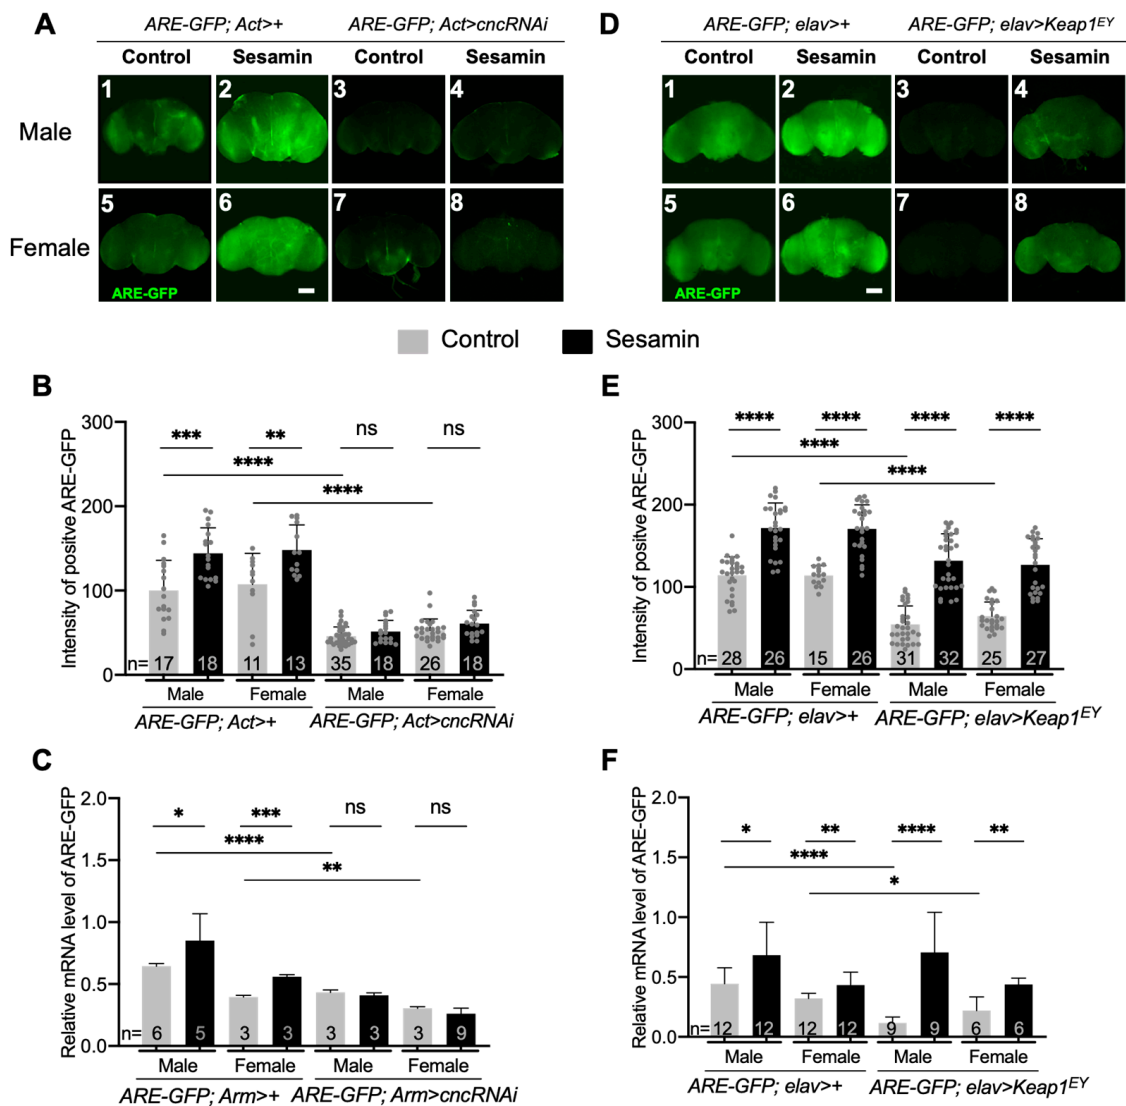 A
ARE-GFP; Act>+
ARE-GFP; Act>cncRNAi
Control
Sesamin
Control
Sesamin
Male
1
2
3
4
Female
5
6
7
8
ARE-GFP
D
ARE-GFP; elav>+
ARE-GFP; elav>Keap1EY
Control
Sesamin
Control
Sesamin
1
2
3
4
5
6
7
8
ARE-GFP
Control
Sesamin
B
Intensity of positve ARE-GFP
300
200
100
0
*** ** ns ns
****
****
n= 17 18 11 13 35 18 26 18
Male Female Male Female
ARE-GFP; Act>+ ARE-GFP; Act>cncRNAi
E
Intensity of positve ARE-GFP
300
200
100
0
**** **** **** ****
****
****
n= 28 26 15 26 31 32 25 27
Male Female Male Female
ARE-GFP; elav>+ ARE-GFP; elav>Keap1EY
C
Relative mRNA level of ARE-GFP
2.0
1.5
1.0
0.5
0.0
* *** ns ns
****
**
n= 6 5 3 3 3 3 3 9
Male Female Male Female
ARE-GFP; Arm>+ ARE-GFP; Arm>cncRNAi
F
Relative mRNA level of ARE-GFP
2.0
1.5
1.0
0.5
0.0
* ** **** **
****
*
n= 12 12 12 12 9 9 6 6
Male Female Male Female
ARE-GFP; elav>+ ARE-GFP; elav>Keap1EY